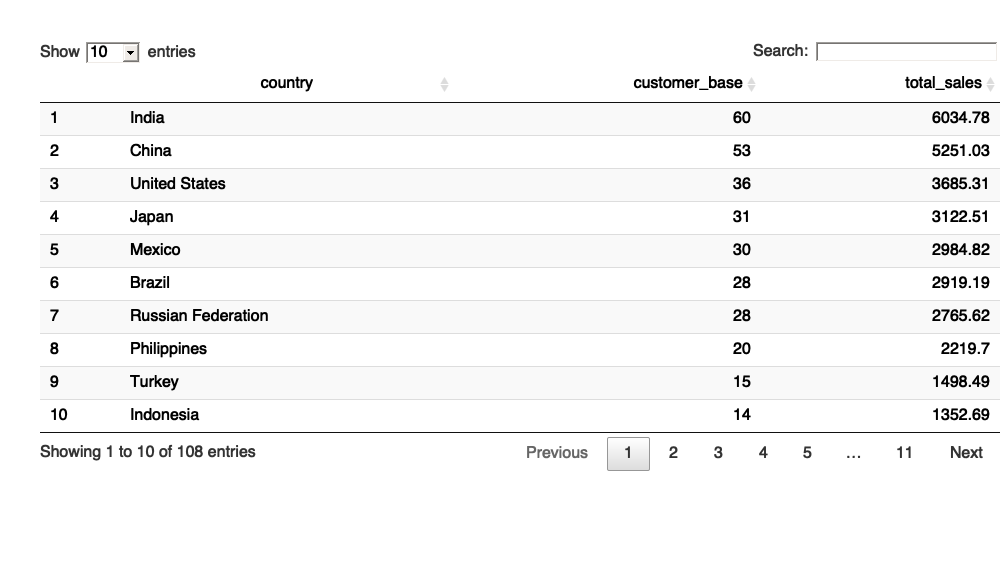 Show 10 entries Search:
country customer_base total_sales
1 India 60 6034.78
2 China 53 5251.03
3 United States 36 3685.31
4 Japan 31 3122.51
5 Mexico 30 2984.82
6 Brazil 28 2919.19
7 Russian Federation 28 2765.62
8 Philippines 20 2219.7
9 Turkey 15 1498.49
10 Indonesia 14 1352.69
Showing 1 to 10 of 108 entries Previous 1 2 3 4 5 … 11 Next